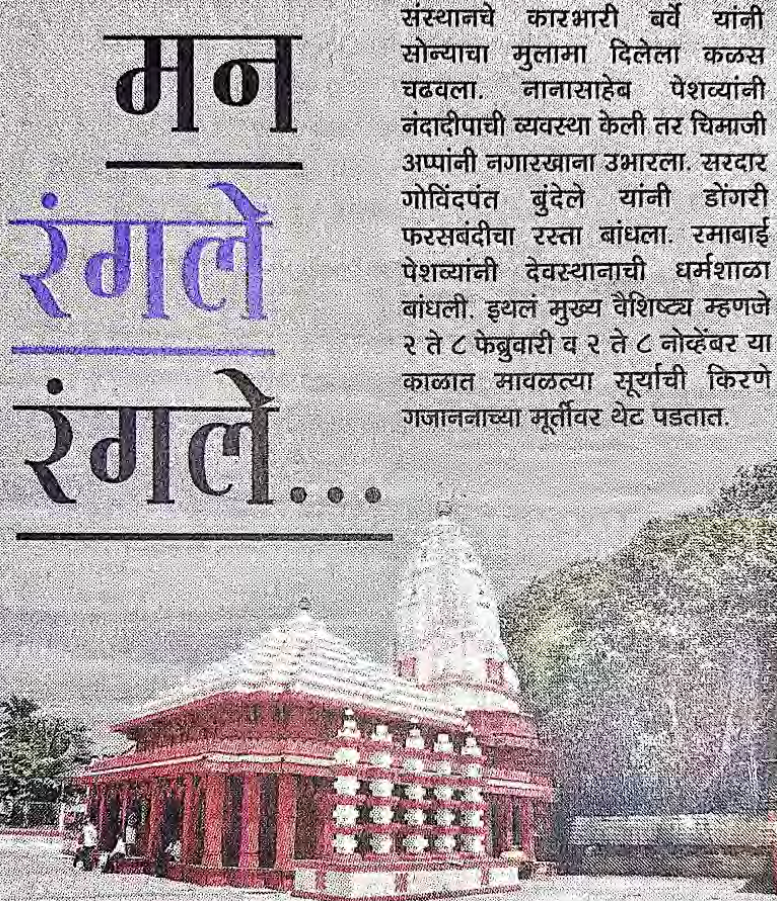 मन
रंगले
रंगले...
संस्थानचे कारभारी बर्वे यांनी
सोन्याचा मुलामा दिलेला कळस
चढवला. नानासाहेब पेशव्यांनी
नंदादीपाची व्यवस्था केली तर चिमाजी
अप्पांनी नगारखाना उभारला. सरदार
गोविंदपंत बुंदेले यांनी डोंगरी
फरसबंदीचा रस्ता बांधला. रमाबाई
पेशव्यांनी देवस्थानाची धर्मशाळा
बांधली. इथलं मुख्य वैशिष्ट्य म्हणजे
२ ते ८ फेब्रुवारी व २ ते ८ नोव्हेंबर या
काळात मावळत्या सूर्याची किरणे
गजाननाच्या मूर्तीवर थेट पडतात.